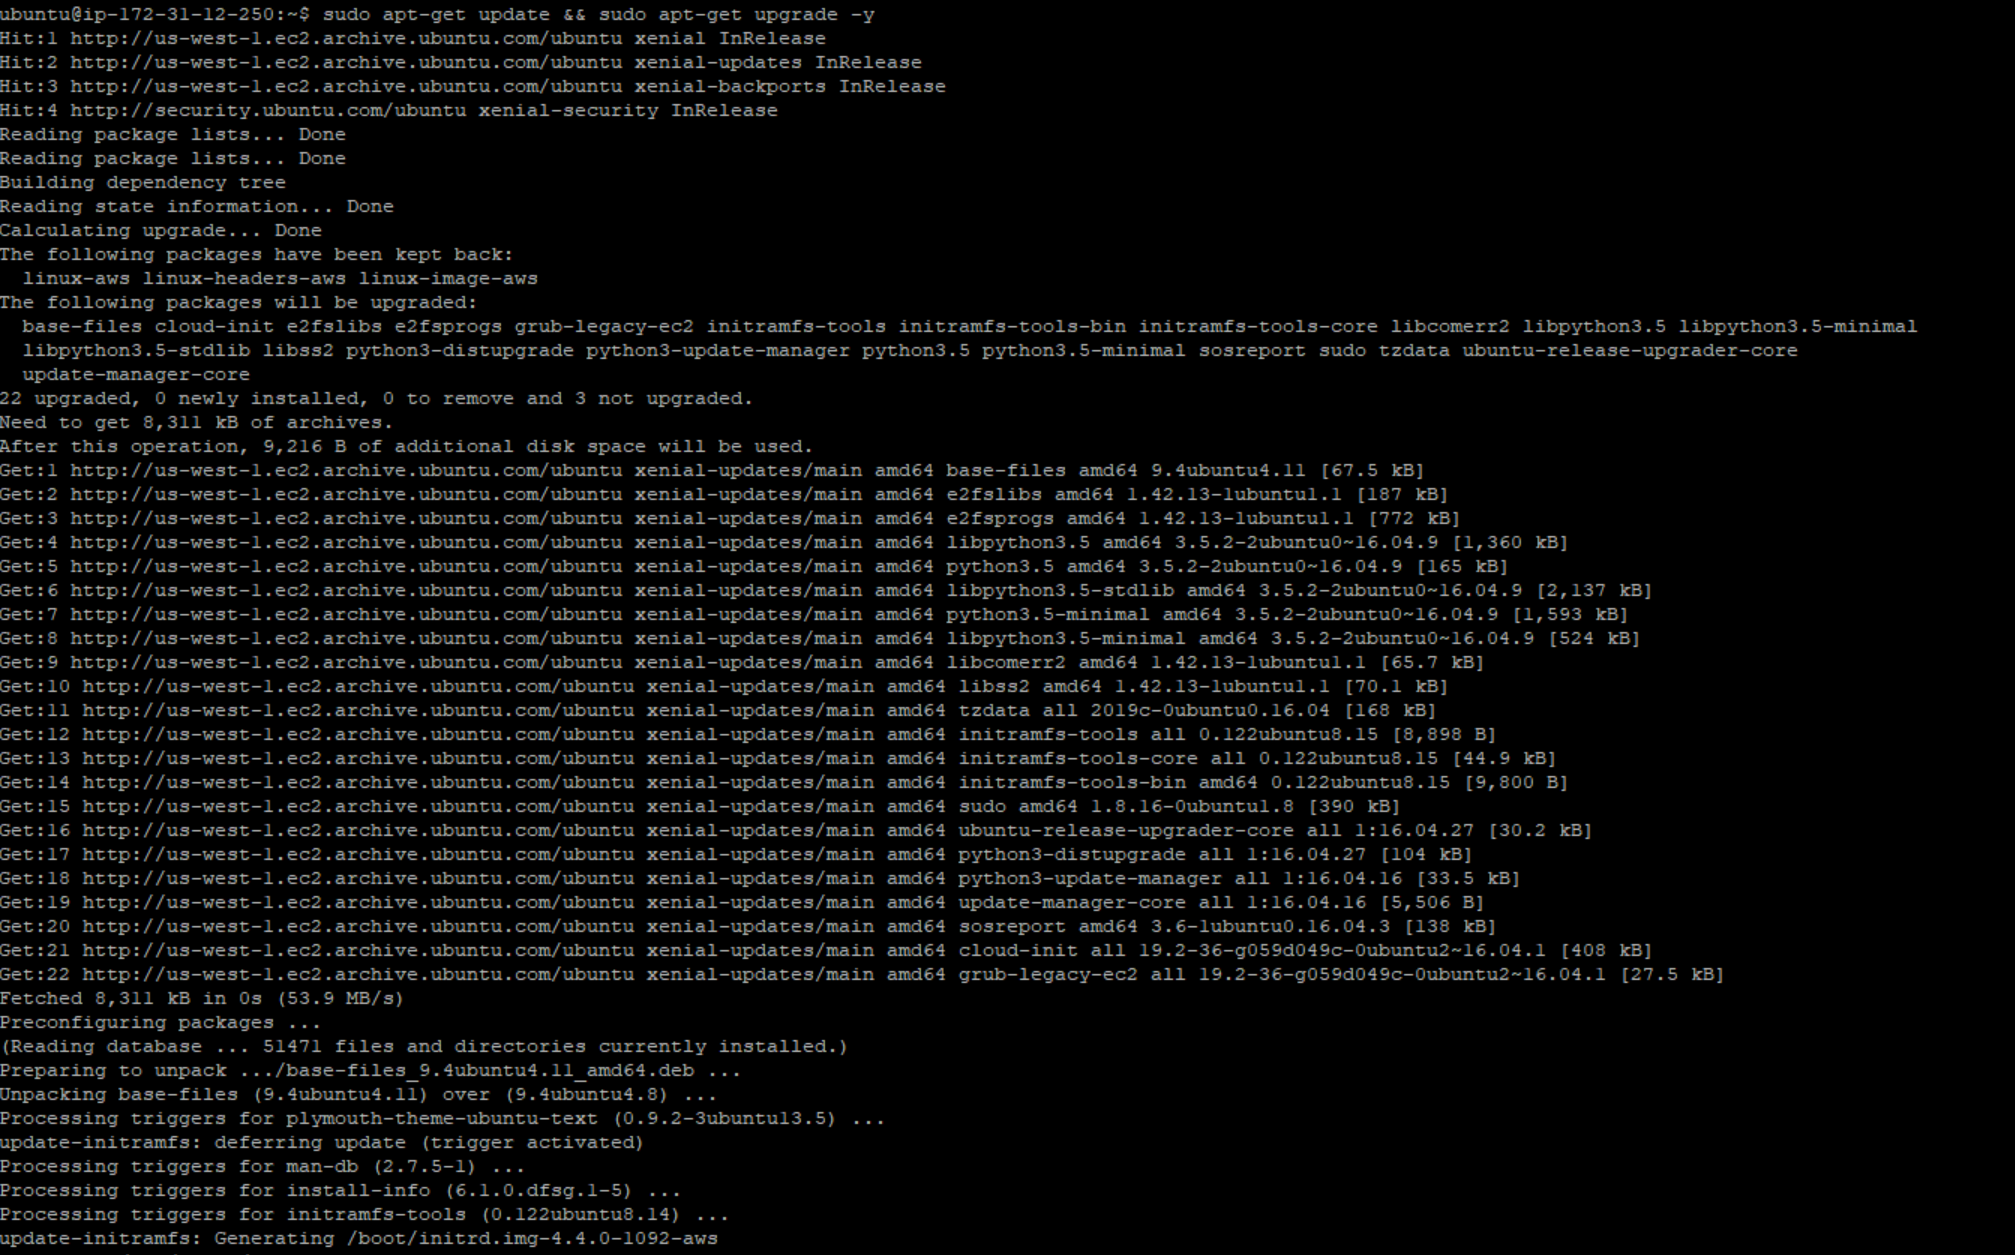 ubuntu@ip-172-31-12-250:~$ sudo apt-get update && sudo apt-get upgrade -y
Hit:1 http://us-west-1.ec2.archive.ubuntu.com/ubuntu xenial InRelease
Hit:2 http://us-west-1.ec2.archive.ubuntu.com/ubuntu xenial-updates InRelease
Hit:3 http://us-west-1.ec2.archive.ubuntu.com/ubuntu xenial-backports InRelease
Hit:4 http://security.ubuntu.com/ubuntu xenial-security InRelease
Reading package lists... Done
Reading package lists... Done
Building dependency tree
Reading state information... Done
Calculating upgrade... Done
The following packages have been kept back:
  linux-aws linux-headers-aws linux-image-aws
The following packages will be upgraded:
  base-files cloud-init e2fslibs e2fsprogs grub-legacy-ec2 initramfs-tools initramfs-tools-bin initramfs-tools-core libcomerr2 libpython3.5 libpython3.5-minimal
  libpython3.5-stdlib libss2 python3-distupgrade python3-update-manager python3.5 python3.5-minimal sosreport sudo tzdata ubuntu-release-upgrader-core
  update-manager-core
22 upgraded, 0 newly installed, 0 to remove and 3 not upgraded.
Need to get 8,311 kB of archives.
After this operation, 9,216 B of additional disk space will be used.
Get:1 http://us-west-1.ec2.archive.ubuntu.com/ubuntu xenial-updates/main amd64 base-files amd64 9.4ubuntu4.11 [67.5 kB]
Get:2 http://us-west-1.ec2.archive.ubuntu.com/ubuntu xenial-updates/main amd64 e2fslibs amd64 1.42.13-1ubuntu1.1 [187 kB]
Get:3 http://us-west-1.ec2.archive.ubuntu.com/ubuntu xenial-updates/main amd64 e2fsprogs amd64 1.42.13-1ubuntu1.1 [772 kB]
Get:4 http://us-west-1.ec2.archive.ubuntu.com/ubuntu xenial-updates/main amd64 libpython3.5 amd64 3.5.2-2ubuntu0~16.04.9 [1,360 kB]
Get:5 http://us-west-1.ec2.archive.ubuntu.com/ubuntu xenial-updates/main amd64 python3.5 amd64 3.5.2-2ubuntu0~16.04.9 [165 kB]
Get:6 http://us-west-1.ec2.archive.ubuntu.com/ubuntu xenial-updates/main amd64 libpython3.5-stdlib amd64 3.5.2-2ubuntu0~16.04.9 [2,137 kB]
Get:7 http://us-west-1.ec2.archive.ubuntu.com/ubuntu xenial-updates/main amd64 python3.5-minimal amd64 3.5.2-2ubuntu0~16.04.9 [1,593 kB]
Get:8 http://us-west-1.ec2.archive.ubuntu.com/ubuntu xenial-updates/main amd64 libpython3.5-minimal amd64 3.5.2-2ubuntu0~16.04.9 [524 kB]
Get:9 http://us-west-1.ec2.archive.ubuntu.com/ubuntu xenial-updates/main amd64 libcomerr2 amd64 1.42.13-1ubuntu1.1 [65.7 kB]
Get:10 http://us-west-1.ec2.archive.ubuntu.com/ubuntu xenial-updates/main amd64 libss2 amd64 1.42.13-1ubuntu1.1 [70.1 kB]
Get:11 http://us-west-1.ec2.archive.ubuntu.com/ubuntu xenial-updates/main amd64 tzdata all 2019c-0ubuntu0.16.04 [168 kB]
Get:12 http://us-west-1.ec2.archive.ubuntu.com/ubuntu xenial-updates/main amd64 initramfs-tools all 0.122ubuntu8.15 [8,898 B]
Get:13 http://us-west-1.ec2.archive.ubuntu.com/ubuntu xenial-updates/main amd64 initramfs-tools-core all 0.122ubuntu8.15 [44.9 kB]
Get:14 http://us-west-1.ec2.archive.ubuntu.com/ubuntu xenial-updates/main amd64 initramfs-tools-bin amd64 0.122ubuntu8.15 [9,800 B]
Get:15 http://us-west-1.ec2.archive.ubuntu.com/ubuntu xenial-updates/main amd64 sudo amd64 1.8.16-0ubuntu1.8 [390 kB]
Get:16 http://us-west-1.ec2.archive.ubuntu.com/ubuntu xenial-updates/main amd64 ubuntu-release-upgrader-core all 1:16.04.27 [30.2 kB]
Get:17 http://us-west-1.ec2.archive.ubuntu.com/ubuntu xenial-updates/main amd64 python3-distupgrade all 1:16.04.27 [104 kB]
Get:18 http://us-west-1.ec2.archive.ubuntu.com/ubuntu xenial-updates/main amd64 python3-update-manager all 1:16.04.16 [33.5 kB]
Get:19 http://us-west-1.ec2.archive.ubuntu.com/ubuntu xenial-updates/main amd64 update-manager-core all 1:16.04.16 [5,506 B]
Get:20 http://us-west-1.ec2.archive.ubuntu.com/ubuntu xenial-updates/main amd64 sosreport amd64 3.6-1ubuntu0.16.04.3 [138 kB]
Get:21 http://us-west-1.ec2.archive.ubuntu.com/ubuntu xenial-updates/main amd64 cloud-init all 19.2-36-g059d049c-0ubuntu2~16.04.1 [408 kB]
Get:22 http://us-west-1.ec2.archive.ubuntu.com/ubuntu xenial-updates/main amd64 grub-legacy-ec2 all 19.2-36-g059d049c-0ubuntu2~16.04.1 [27.5 kB]
Fetched 8,311 kB in 0s (53.9 MB/s)
Preconfiguring packages ...
(Reading database ... 51471 files and directories currently installed.)
Preparing to unpack .../base-files_9.4ubuntu4.11_amd64.deb ...
Unpacking base-files (9.4ubuntu4.11) over (9.4ubuntu4.8) ...
Processing triggers for plymouth-theme-ubuntu-text (0.9.2-3ubuntu13.5) ...
update-initramfs: deferring update (trigger activated)
Processing triggers for man-db (2.7.5-1) ...
Processing triggers for install-info (6.1.0.dfsg.1-5) ...
Processing triggers for initramfs-tools (0.122ubuntu8.14) ...
update-initramfs: Generating /boot/initrd.img-4.4.0-1092-aws